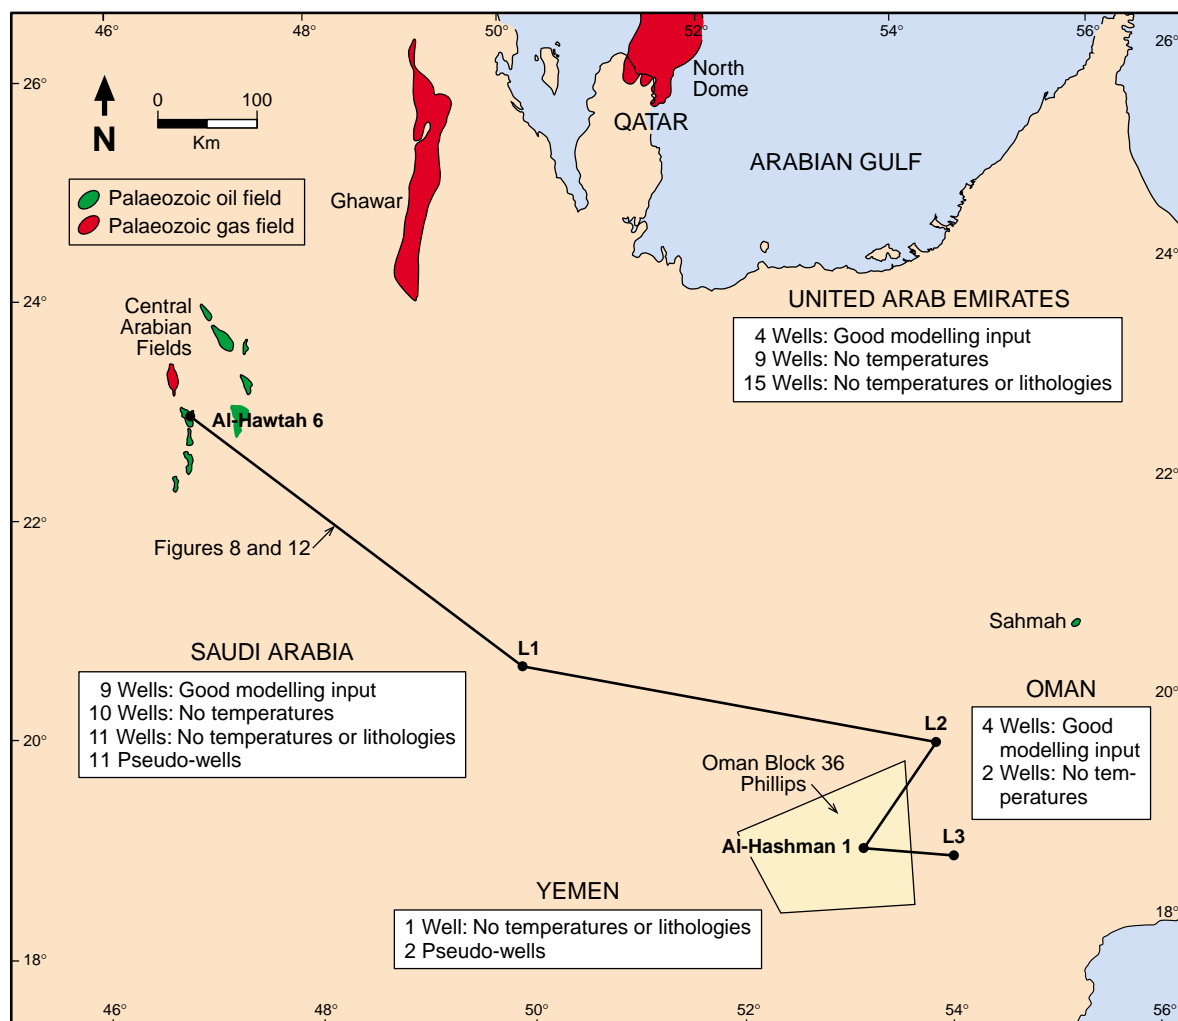 46°
48°
50°
52°
54°
56°
26°
26°
0
100
N
Km
North
Dome
QATAR
ARABIAN GULF
Palaeozoic oil field
Palaeozoic gas field
Ghawar
24°
24°
Central
Arabian
Fields
UNITED ARAB EMIRATES
4 Wells: Good modelling input
9 Wells: No temperatures
15 Wells: No temperatures or lithologies
Al-Hawtah 6
22°
22°
Figures 8 and 12
Sahmah
L1
SAUDI ARABIA
9 Wells: Good modelling input
10 Wells: No temperatures
11 Wells: No temperatures or lithologies
11 Pseudo-wells
20°
20°
OMAN
4 Wells: Good
modelling input
2 Wells: No tem-
peratures
L2
Oman Block 36
Phillips
Al-Hashman 1
L3
YEMEN
1 Well: No temperatures or lithologies
2 Pseudo-wells
18°
18°
46°
48°
50°
52°
54°
56°